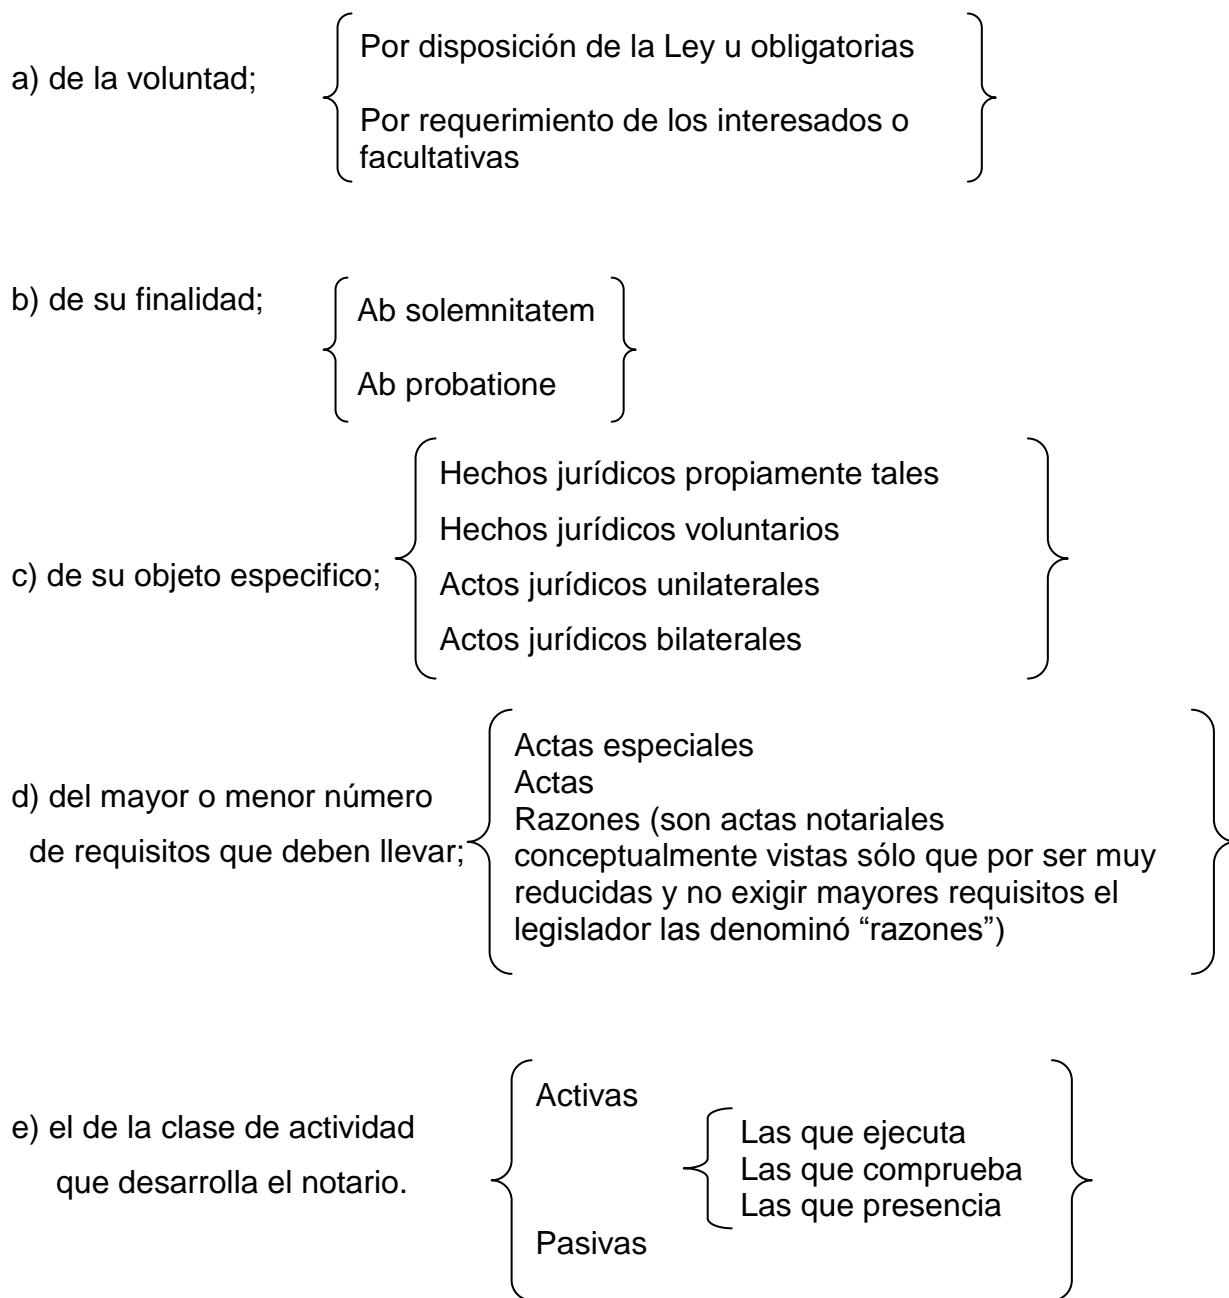 a) de la voluntad;
Por disposición de la Ley u obligatorias
Por requerimiento de los interesados o
facultativas
b) de su finalidad;
Ab solemnitatem
Ab probatione
c) de su objeto especifico;
Hechos jurídicos propiamente tales
Hechos jurídicos voluntarios
Actos jurídicos unilaterales
Actos jurídicos bilaterales
d) del mayor o menor número
de requisitos que deben llevar;
Actas especiales
Actas
Razones (son actas notariales
conceptualmente vistas sólo que por ser muy
reducidas y no exigir mayores requisitos el
legislador las denominó “razones”)
e) el de la clase de actividad
que desarrolla el notario.
Activas
Las que ejecuta
Las que comprueba
Las que presencia
Pasivas